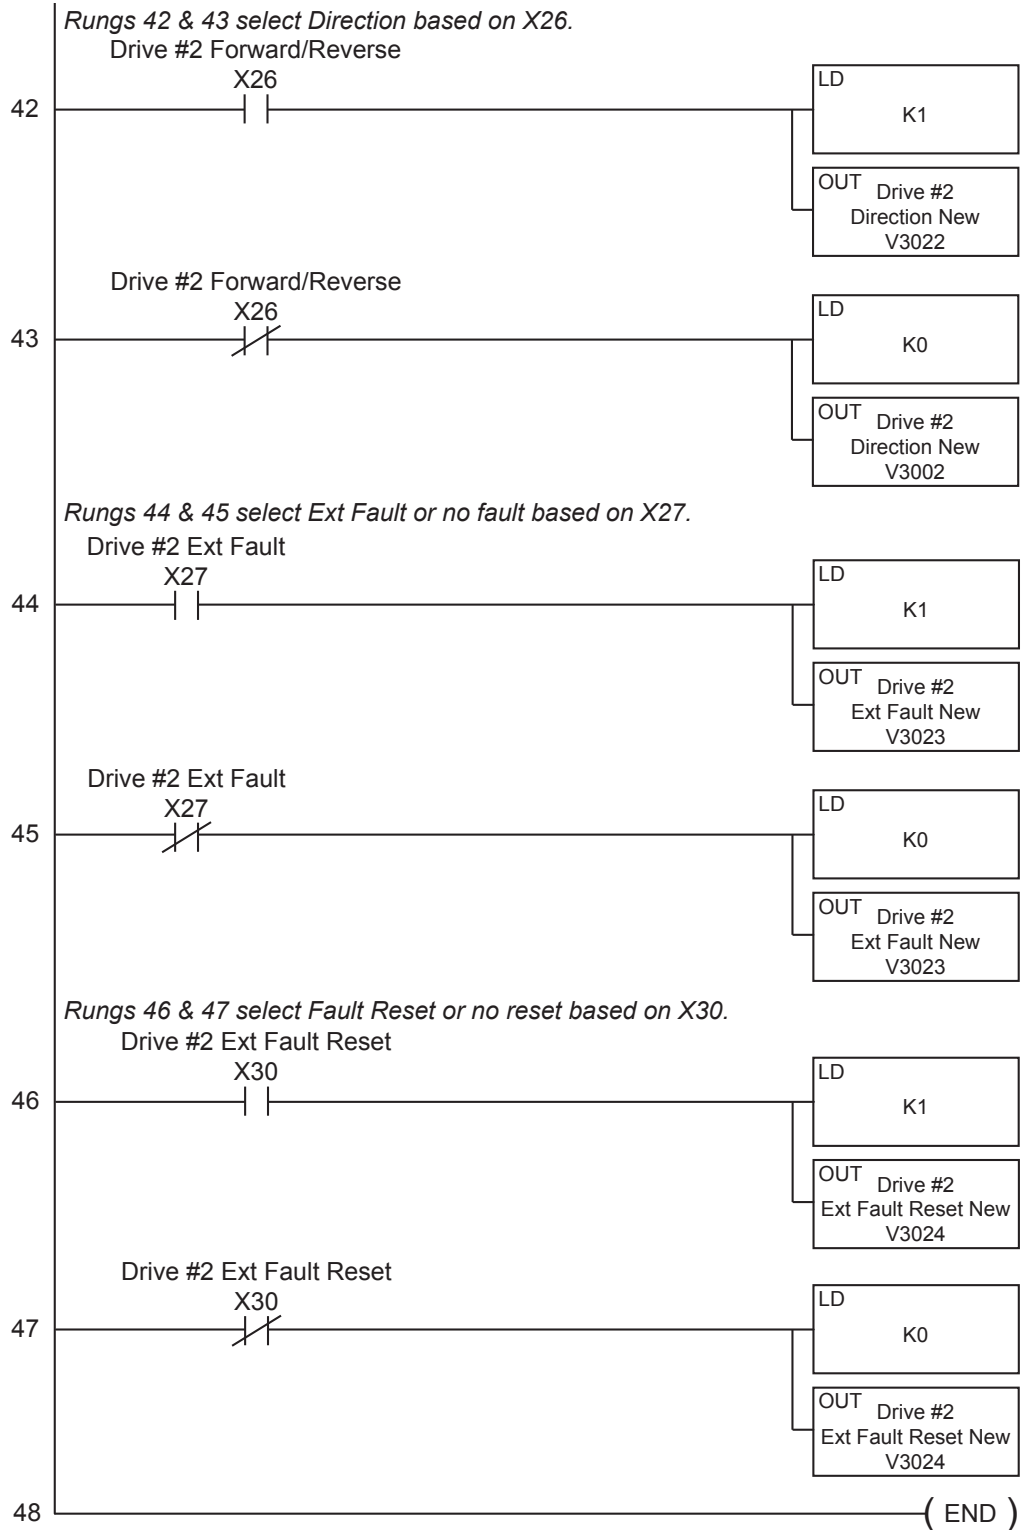 Rungs 42 & 43 select Direction based on X26.
Drive #2 Forward/Reverse
X26
42
LD
K1
OUT
Drive #2
Direction New
V3022
Drive #2 Forward/Reverse
X26
43
LD
K0
OUT
Drive #2
Direction New
V3002
Rungs 44 & 45 select Ext Fault or no fault based on X27.
Drive #2 Ext Fault
X27
44
LD
K1
OUT
Drive #2
Ext Fault New
V3023
Drive #2 Ext Fault
X27
45
LD
K0
OUT
Drive #2
Ext Fault New
V3023
Rungs 46 & 47 select Fault Reset or no reset based on X30.
Drive #2 Ext Fault Reset
X30
46
LD
K1
OUT
Drive #2
Ext Fault Reset New
V3024
Drive #2 Ext Fault Reset
X30
47
LD
K0
OUT
Drive #2
Ext Fault Reset New
V3024
48
( END )